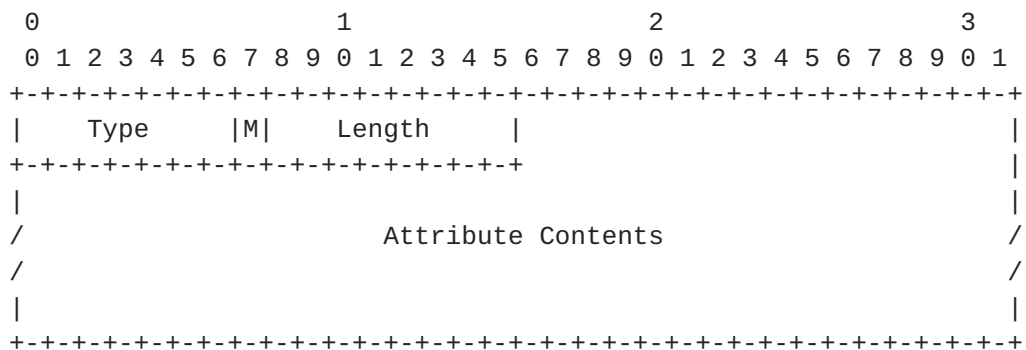 0                   1                   2                   3
 0 1 2 3 4 5 6 7 8 9 0 1 2 3 4 5 6 7 8 9 0 1 2 3 4 5 6 7 8 9 0 1
+-+-+-+-+-+-+-+-+-+-+-+-+-+-+-+-+-+-+-+-+-+-+-+-+-+-+-+-+-+-+-+-+
|    Type     |M|    Length     |                               |
+-+-+-+-+-+-+-+-+-+-+-+-+-+-+-+-+                               |
|                                                               |
/                       Attribute Contents                      /
/                                                               /
|                                                               |
+-+-+-+-+-+-+-+-+-+-+-+-+-+-+-+-+-+-+-+-+-+-+-+-+-+-+-+-+-+-+-+-+